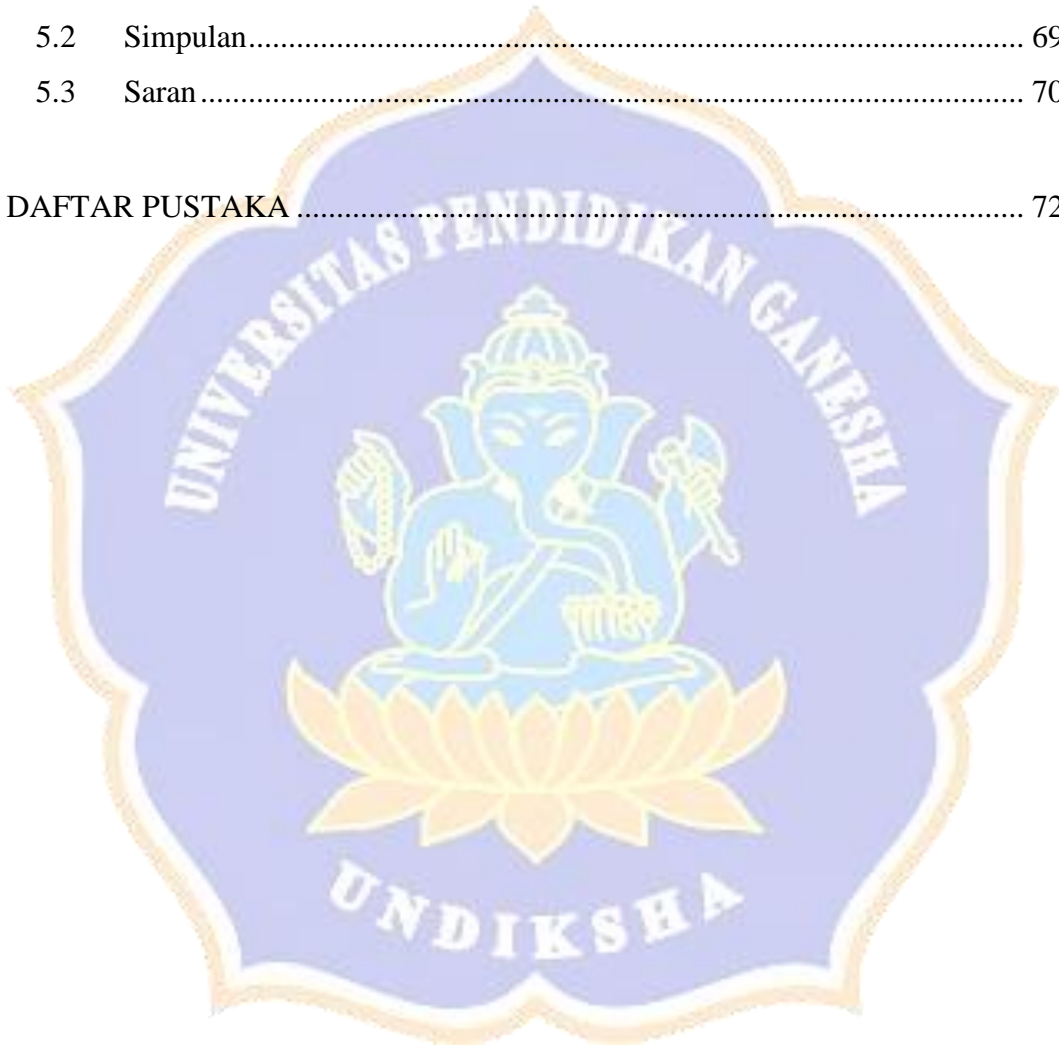 5.2 Simpulan.......................................................................................................... 69
5.3 Saran................................................................................................................ 70
DAFTAR PUSTAKA ................................................................................................... 72
UNIVERSITAS PENDIDIKAN GANESHA
UNDIKSHA